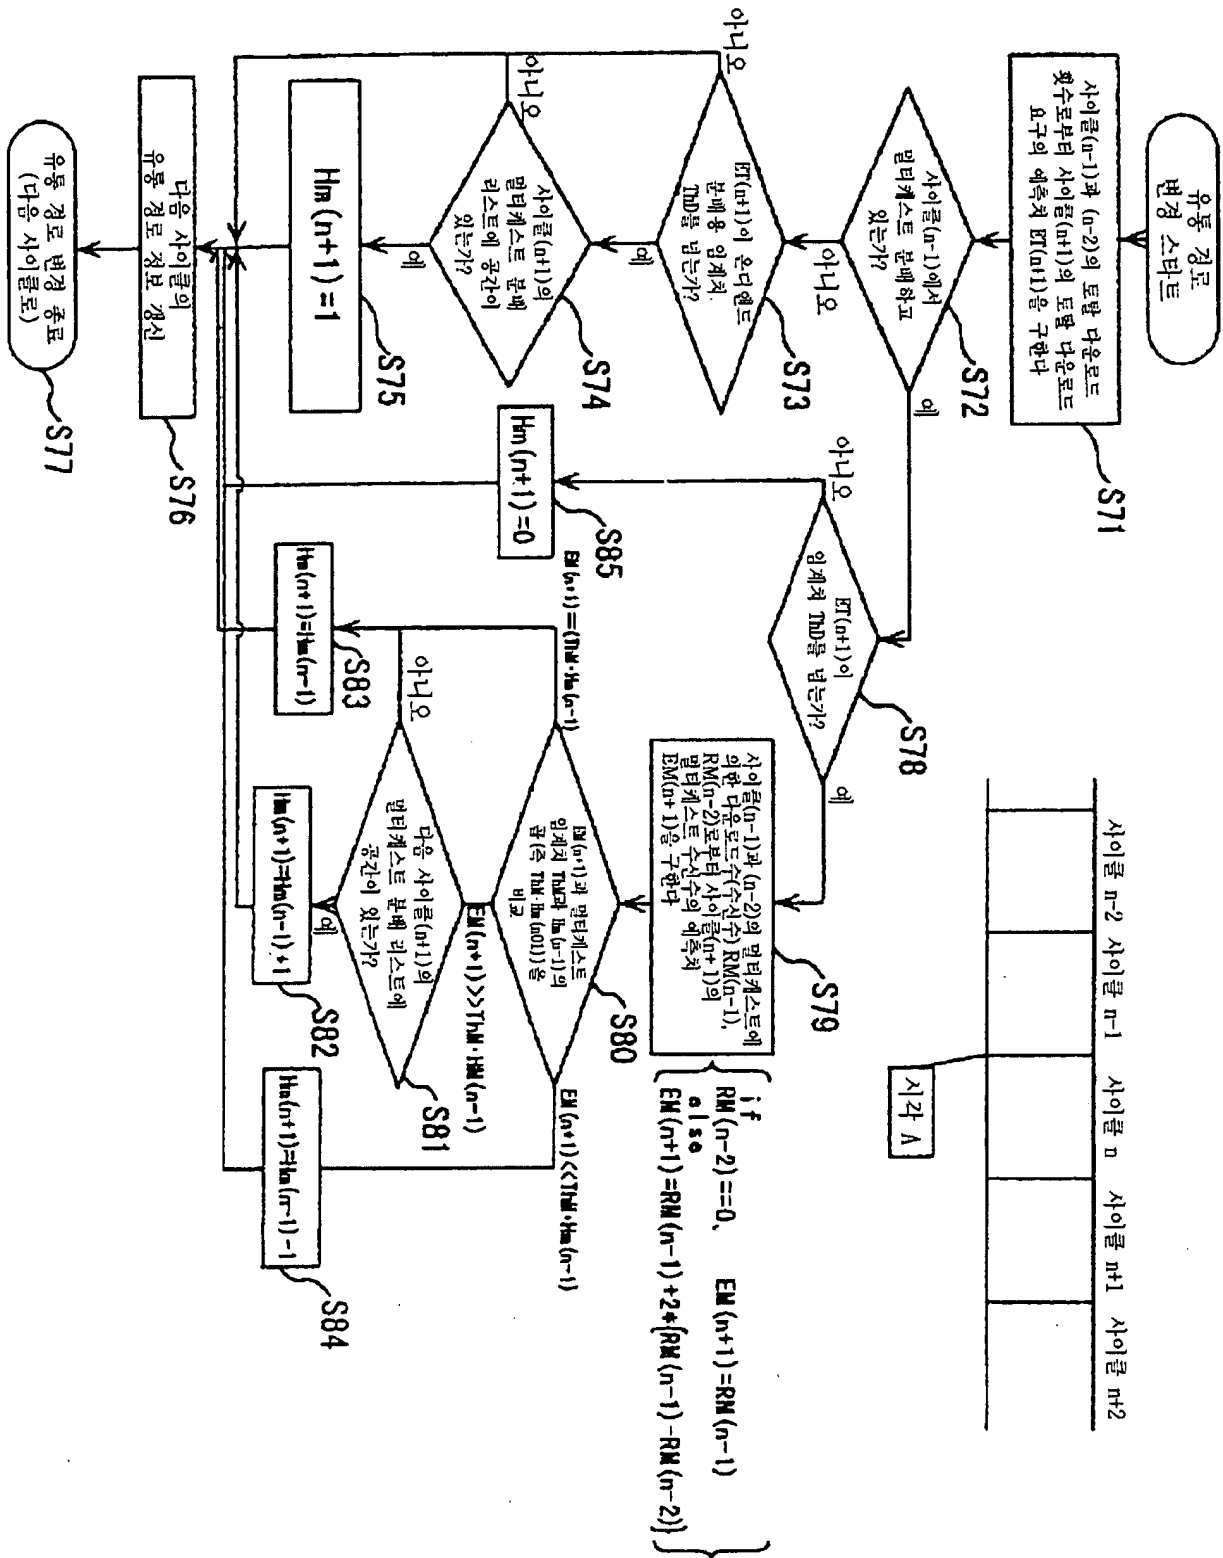 유통 경로
변경 스타트
사이클(n-1)과 (n-2)의 토탈 다운로드
횟수로부터 사이클(n+1)의 토탈 다운로드
요구의 예측치 ET(n+1)을 구한다
S71
사이클(n-1)에서
멀티캐스트 분배하고
있는가?
S72
아니오
예
ET(n+1)이 온디맨드
분배용 임계치
ThD를 넘는가?
S73
아니오
예
사이클(n+1)의
멀티캐스트 분배
리스트에 공간이
있는가?
S74
아니오
예
Hm(n+1)=1
S75
다음 사이클의
유통 경로 정보 갱신
S76
유통 경로 변경 종료
(다음 사이클로)
S77
ET(n+1)이
임계치 ThD를 넘는가?
S78
아니오
예
Hm(n+1)=0
S85
사이클(n-1)과 (n-2)의 멀티캐스트에
의한 다운로드수(수신수) RM(n-1),
RM(n-2)로부터 사이클(n+1)의
멀티캐스트 수신수의 예측치
EM(n+1)을 구한다
S79
if
RM(n-2)==0, EM(n+1)=RM(n-1)
else
EM(n+1)=RM(n-1)+2*{RM(n-1)-RM(n-2)}
EM(n+1)과 멀티캐스트
임계치 ThM과 Hm(n-1)의
곱(즉 ThM·Hm(n01))을
비교
S80
EM(n+1)=(ThM·Hm(n-1)
EM(n+1)>>ThM·HM(n-1)
EM(n+1)<<ThM·Hm(n-1)
다음 사이클(n+1)의
멀티캐스트 분배 리스트에
공간이 있는가?
S81
아니오
예
Hm(n+1)=Hm(n-1)
S83
Hm(n+1)=Hm(n-1)+1
S82
Hm(n+1)=Hm(n-1)-1
S84
사이클 n-2 사이클 n-1 사이클 n 사이클 n+1 사이클 n+2
시각 A